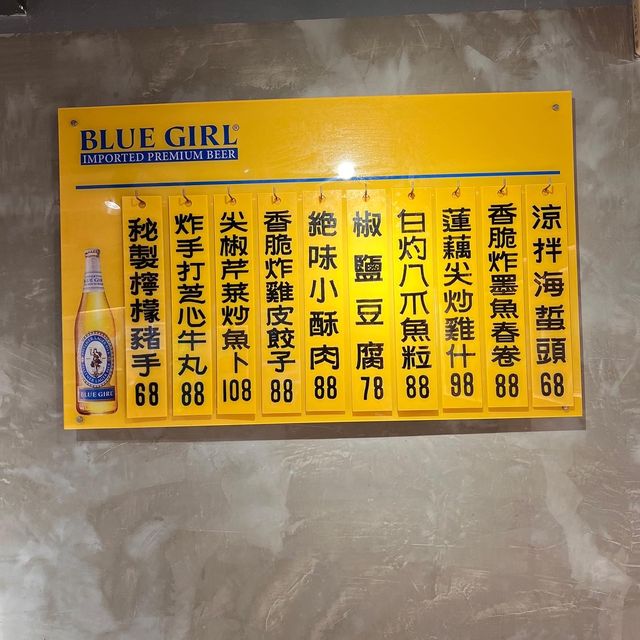 BLUE GIRL®
IMPORTED PREMIUM BEER
涼拌海蜇頭 68
香脆炸墨魚春卷 88
蓮藕尖炒雞什 98
白灼八爪魚粒 88
椒鹽豆腐 78
絶味小酥肉 88
香脆炸雞皮餃子 88
尖椒芹菜炒魚卜 108
炸手打芝心牛丸 88
秘製檸檬豬手 68
BLUE GIRL